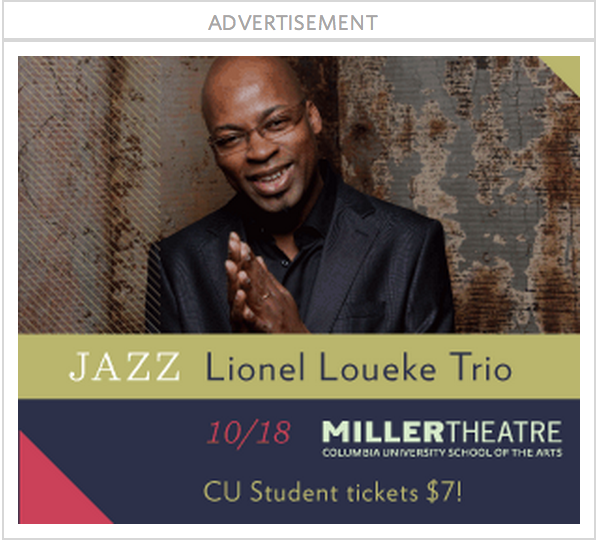 ADVERTISEMENT
JAZZ Lionel Loueke Trio
10/18 MILLERTHEATRE
COLUMBIA UNIVERSITY SCHOOL OF THE ARTS
CU Student tickets $7!